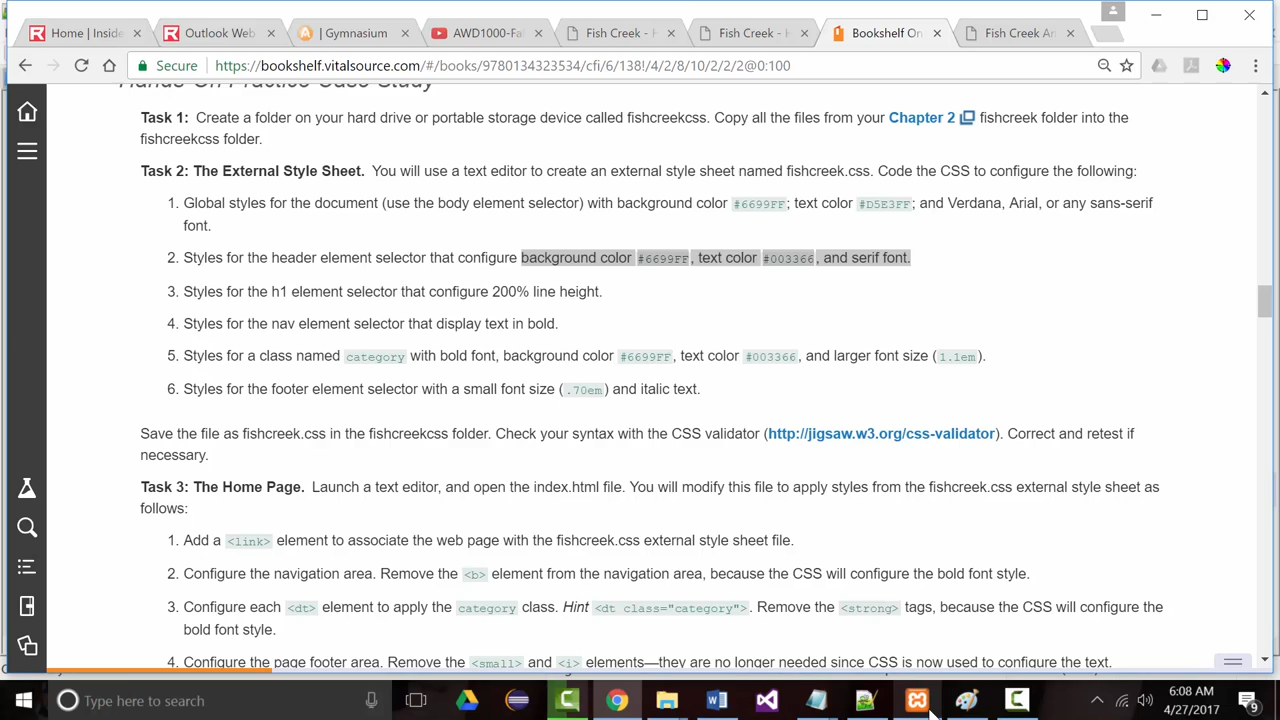 Home | Inside
Outlook Web
| Gymnasium
AWD1000-Fa
Fish Creek - H
Fish Creek - H
Bookshelf On
Fish Creek An
Secure
https://bookshelf.vitalsource.com/#/books/9780134323534/cfi/6/138!/4/2/8/10/2/2/2@0:100
Hands-On Practice Case Study
Task 1: Create a folder on your hard drive or portable storage device called fishcreekcss. Copy all the files from your Chapter 2 fishcreek folder into the
fishcreekcss folder.
Task 2: The External Style Sheet. You will use a text editor to create an external style sheet named fishcreek.css. Code the CSS to configure the following:
1. Global styles for the document (use the body element selector) with background color #6699FF; text color #D5E3FF; and Verdana, Arial, or any sans-serif
font.
2. Styles for the header element selector that configure background color #6699FF, text color #003366, and serif font.
3. Styles for the h1 element selector that configure 200% line height.
4. Styles for the nav element selector that display text in bold.
5. Styles for a class named category with bold font, background color #6699FF, text color #003366, and larger font size (1.1em).
6. Styles for the footer element selector with a small font size (.70em) and italic text.
Save the file as fishcreek.css in the fishcreekcss folder. Check your syntax with the CSS validator (http://jigsaw.w3.org/css-validator). Correct and retest if
necessary.
Task 3: The Home Page. Launch a text editor, and open the index.html file. You will modify this file to apply styles from the fishcreek.css external style sheet as
follows:
1. Add a <link> element to associate the web page with the fishcreek.css external style sheet file.
2. Configure the navigation area. Remove the <b> element from the navigation area, because the CSS will configure the bold font style.
3. Configure each <dt> element to apply the category class. Hint <dt class="category">. Remove the <strong> tags, because the CSS will configure the
bold font style.
4. Configure the page footer area. Remove the <small> and <i> elements—they are no longer needed since CSS is now used to configure the text.
Type here to search
6:08 AM
4/27/2017
9